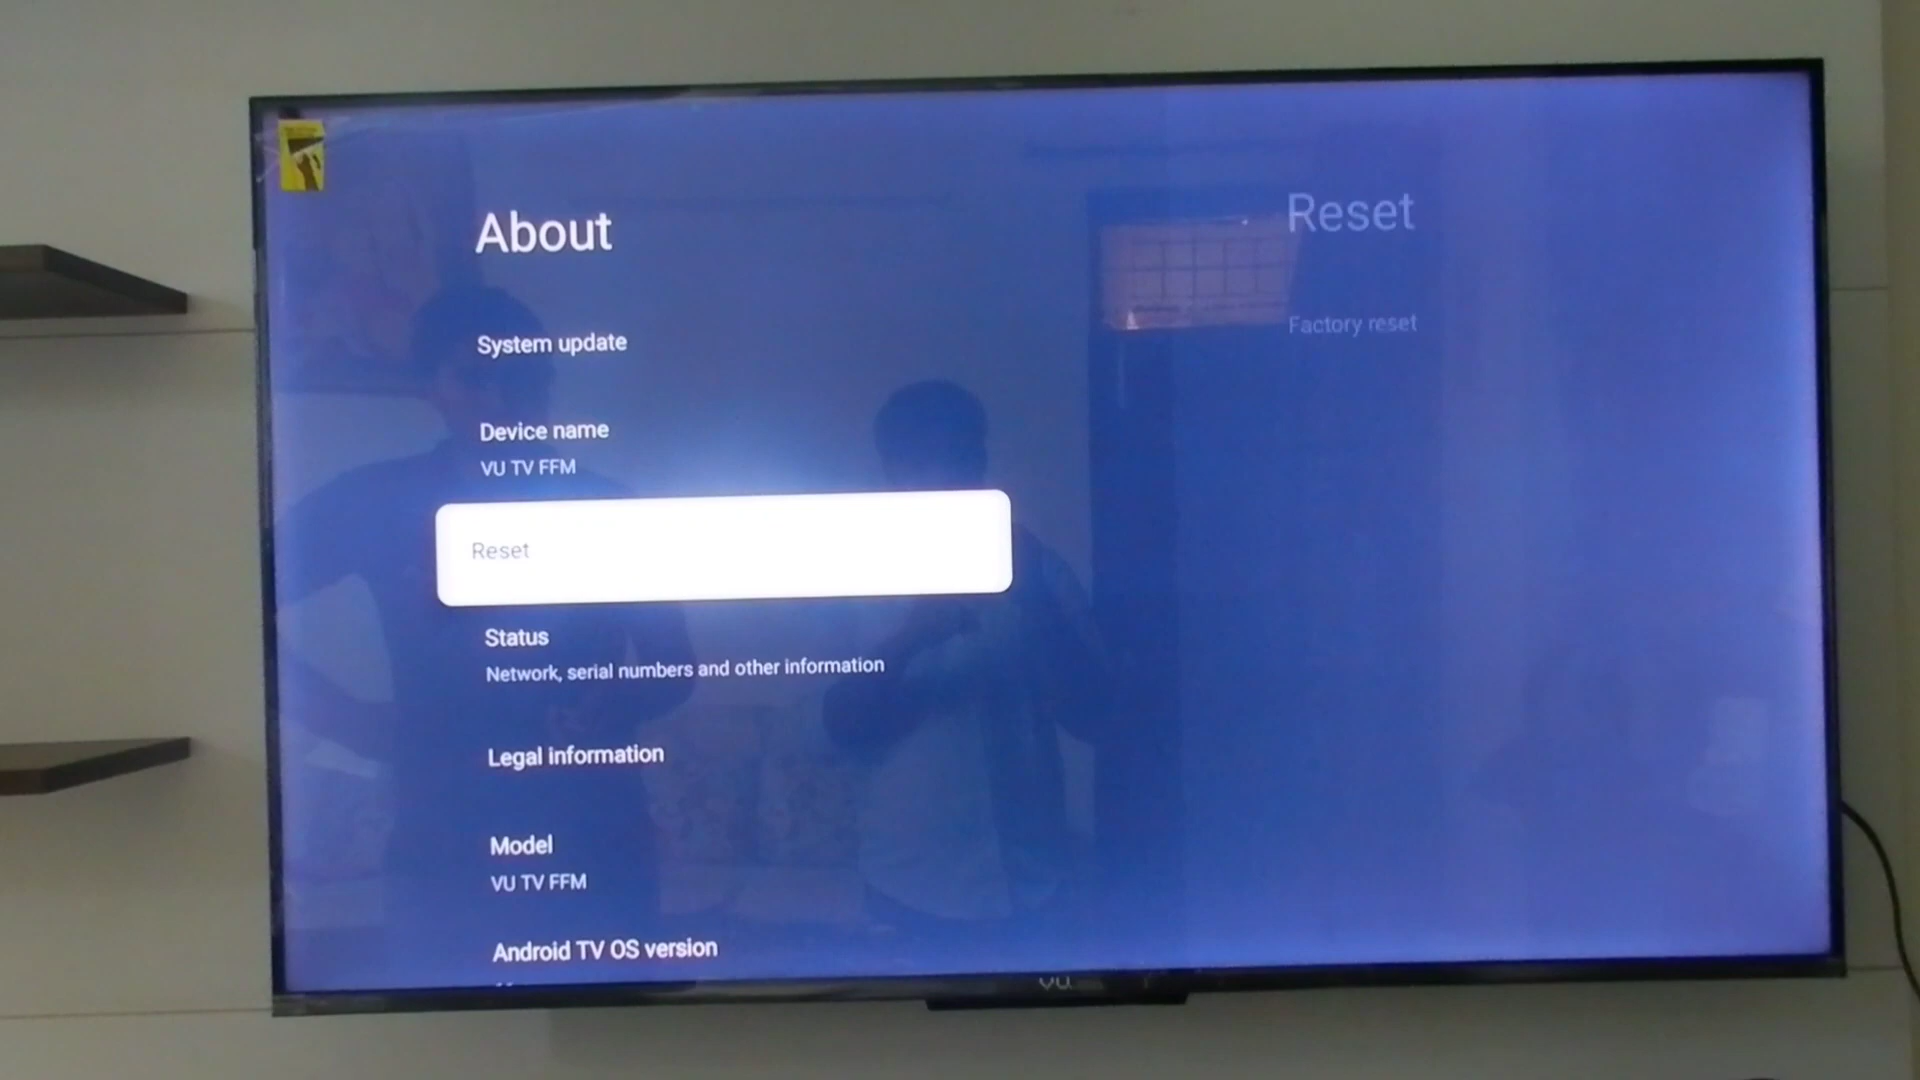 About
System update
Device name
VU TV FFM
Reset
Status
Network, serial numbers and other information
Legal information
Model
VU TV FFM
Android TV OS version
Reset
Factory reset
vu